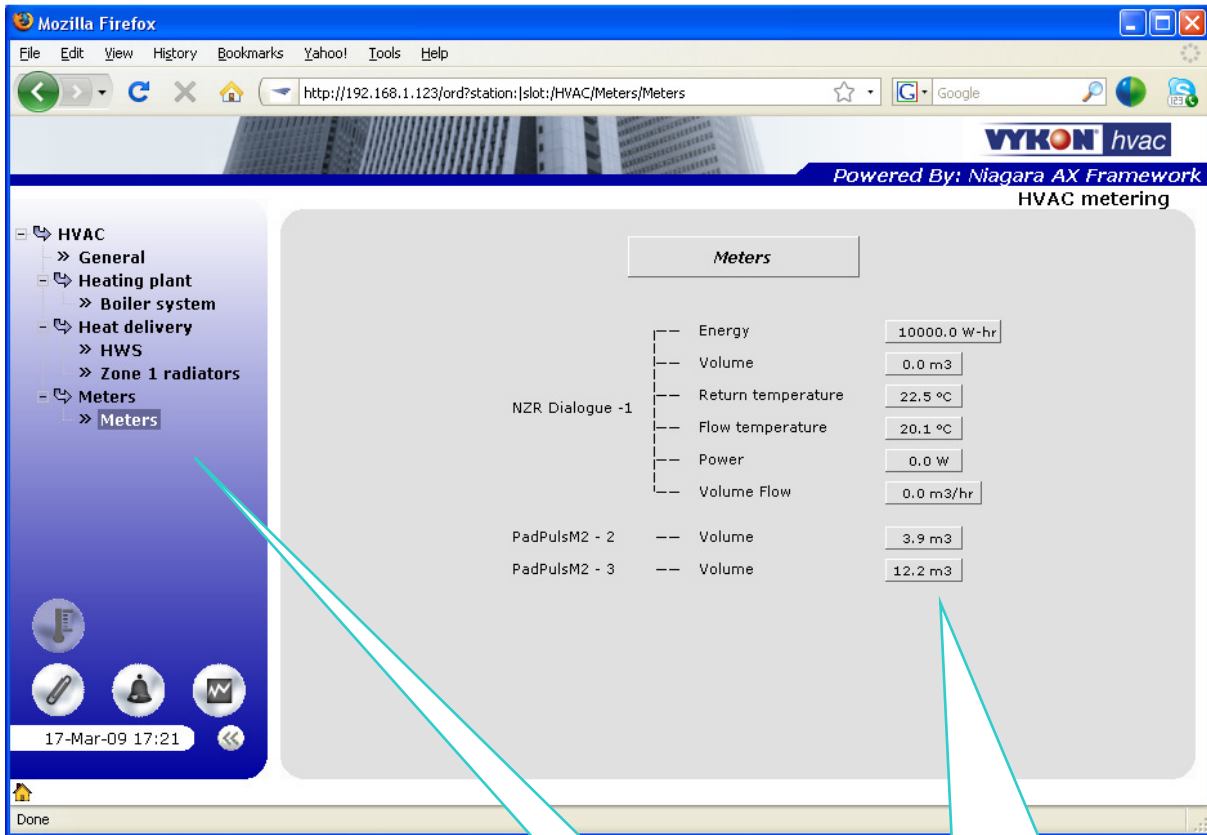 Mozilla Firefox
File Edit View History Bookmarks Yahoo! Tools Help
http://192.168.1.123/ord?station:|slot:/HVAC/Meters/Meters
G Google
VYKON hvac
Powered By: Niagara AX Framework
HVAC metering
HVAC
» General
Heating plant
» Boiler system
Heat delivery
» HWS
» Zone 1 radiators
Meters
» Meters
17-Mar-09 17:21
Meters
Energy 10000.0 W-hr
Volume 0.0 m3
Return temperature 22.5 ºC
NZR Dialogue -1
Flow temperature 20.1 ºC
Power 0.0 W
Volume Flow 0.0 m3/hr
PadPulsM2 - 2 —— Volume 3.9 m3
PadPulsM2 - 3 —— Volume 12.2 m3
Done